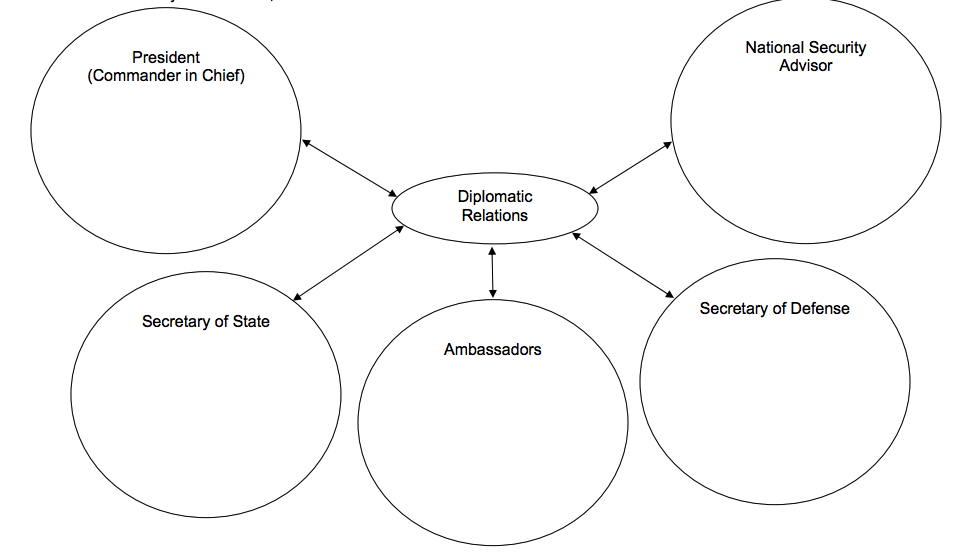 President
(Commander in Chief)
National Security
Advisor
Diplomatic
Relations
Secretary of State
Ambassadors
Secretary of Defense